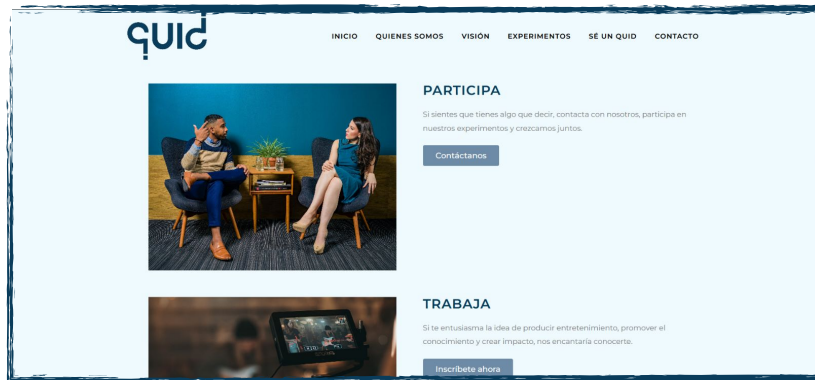 quid
INICIO QUIENES SOMOS VISIÓN EXPERIMENTOS SÉ UN QUID CONTACTO
PARTICIPA
Si sientes que tienes algo que decir, contacta con nosotros, participa en
nuestros experimentos y crezcamos juntos.
Contáctanos
TRABAJA
Si te entusiasma la idea de producir entretenimiento, promover el
conocimiento y crear impacto, nos encantaría conocerte.
Inscríbete ahora